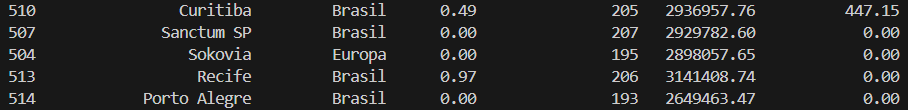 510 Curitiba Brasil 0.49 205 2936957.76 447.15
507 Sanctum SP Brasil 0.00 207 2929782.60 0.00
504 Sokovia Europa 0.00 195 2898057.65 0.00
513 Recife Brasil 0.97 206 3141408.74 0.00
514 Porto Alegre Brasil 0.00 193 2649463.47 0.00